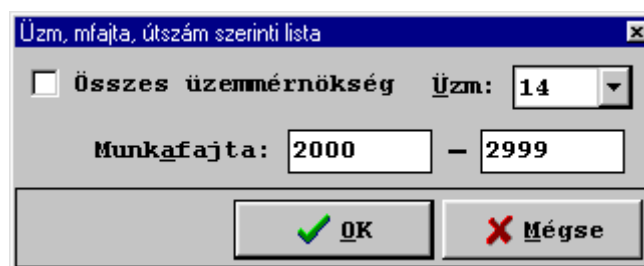 Üzm, mfajta, útszám szerinti lista
Összes üzemmérnökség Üzm: 14
Munkafajta: 2000 – 2999
OK Mégse